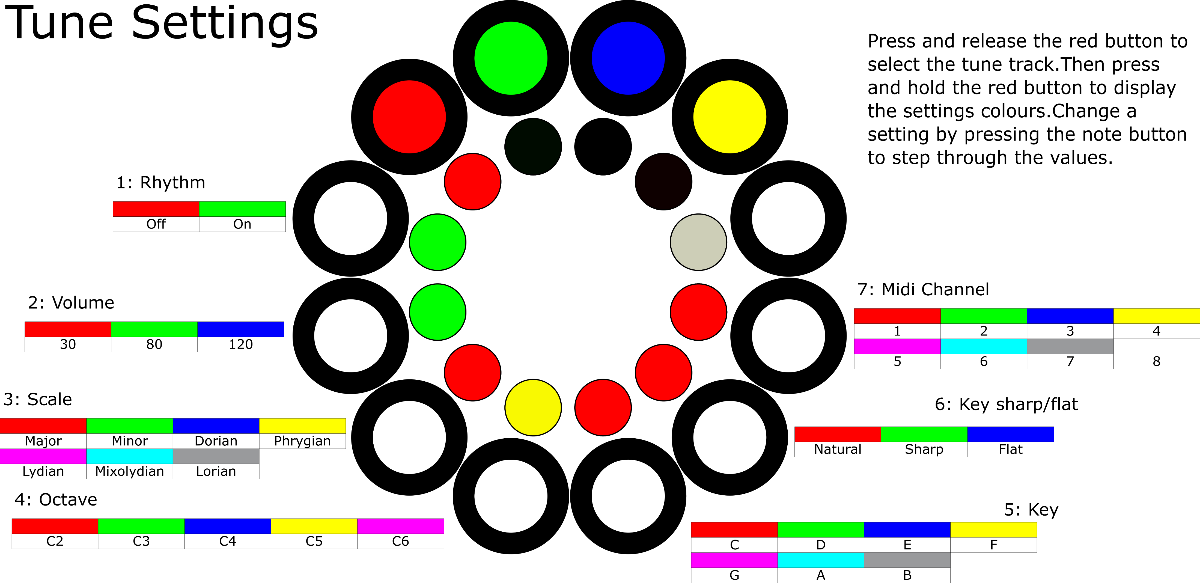 Tune Settings
Press and release the red button to
select the tune track.Then press
and hold the red button to display
the settings colours.Change a
setting by pressing the note button
to step through the values.
1: Rhythm
Off On
2: Volume
30 80 120
3: Scale
Major Minor Dorian Phrygian
Lydian Mixolydian Lorian
4: Octave
C2 C3 C4 C5 C6
5: Key
C D E F
G A B
6: Key sharp/flat
Natural Sharp Flat
7: Midi Channel
1 2 3 4
5 6 7 8